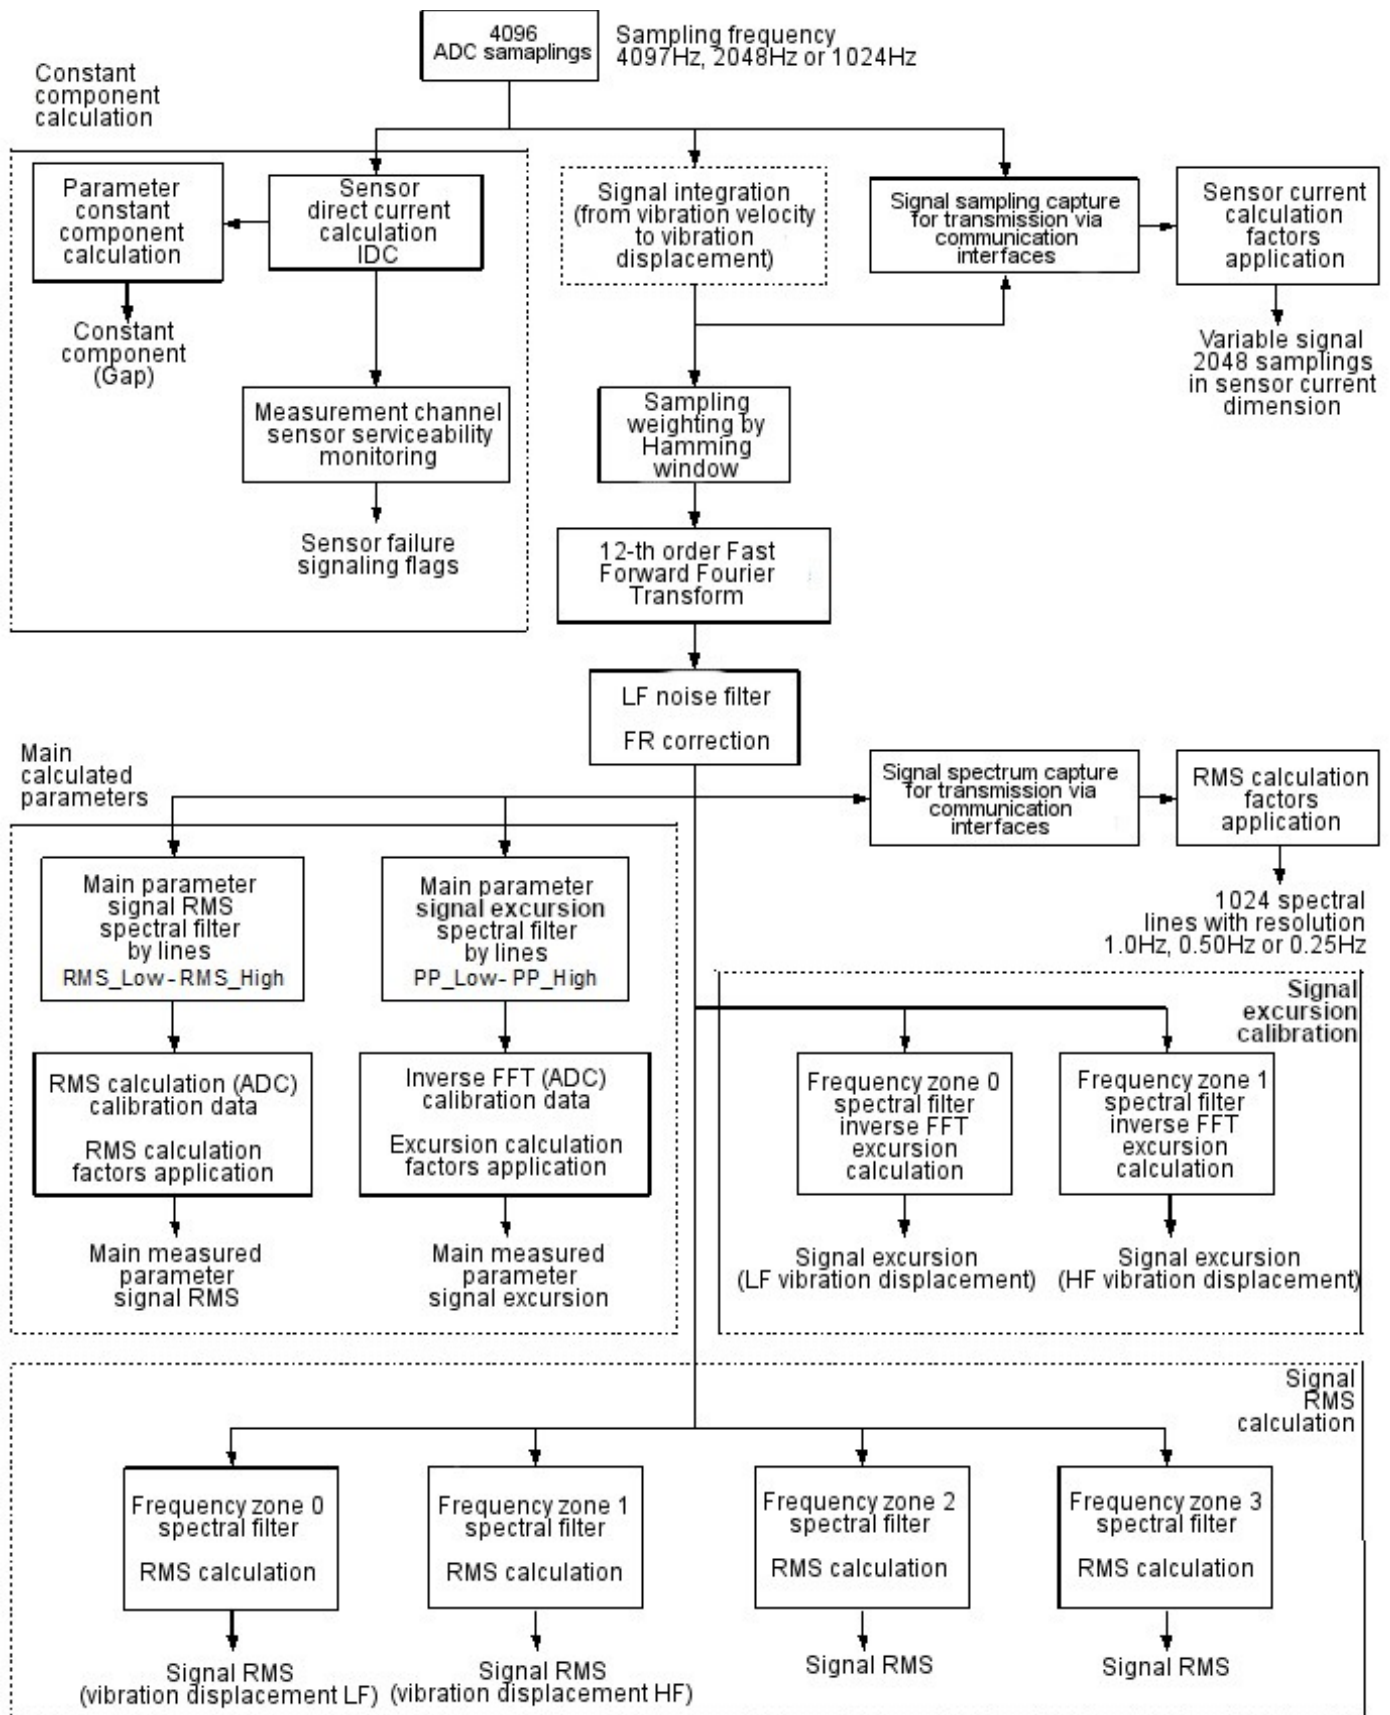 4096
ADC samaplings
Sampling frequency
4097Hz, 2048Hz or 1024Hz
Constant
component
calculation
Parameter
constant
component
calculation
Sensor
direct current
calculation
IDC
Signal integration
(from vibration velocity
to vibration
displacement)
Signal sampling capture
for transmission via
communication
interfaces
Sensor current
calculation
factors
application
Constant
component
(Gap)
Variable signal
2048 samplings
in sensor current
dimension
Measurement channel
sensor serviceability
monitoring
Sampling
weighting by
Hamming
window
Sensor failure
signaling flags
12-th order Fast
Forward Fourier
Transform
LF noise filter
FR correction
Main
calculated
parameters
Signal spectrum capture
for transmission via
communication
interfaces
RMS calculation
factors
application
Main parameter
signal RMS
spectral filter
by lines
RMS_Low-RMS_High
Main parameter
signal excursion
spectral filter
by lines
PP_Low-PP_High
1024 spectral
lines with resolution
1.0Hz, 0.50Hz or 0.25Hz
Signal
excursion
calibration
RMS calculation (ADC)
calibration data
RMS calculation
factors application
Inverse FFT (ADC)
calibration data
Excursion calculation
factors application
Frequency zone 0
spectral filter
inverse FFT
excursion
calculation
Frequency zone 1
spectral filter
inverse FFT
excursion
calculation
Main measured
parameter
signal RMS
Main measured
parameter
signal excursion
Signal excursion
(LF vibration displacement)
Signal excursion
(HF vibration displacement)
Signal
RMS
calculation
Frequency zone 0
spectral filter
RMS calculation
Frequency zone 1
spectral filter
RMS calculation
Frequency zone 2
spectral filter
RMS calculation
Frequency zone 3
spectral filter
RMS calculation
Signal RMS
(vibration displacement LF)
Signal RMS
(vibration displacement HF)
Signal RMS
Signal RMS